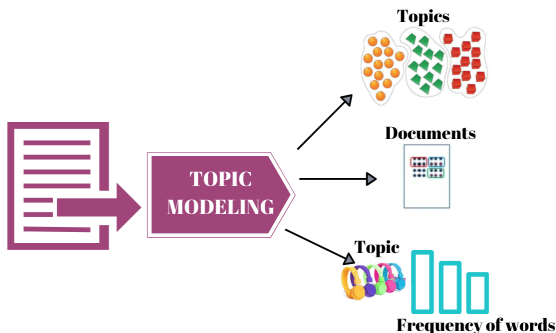 Topics
TOPIC
MODELING
Documents
Topic
Frequency of words